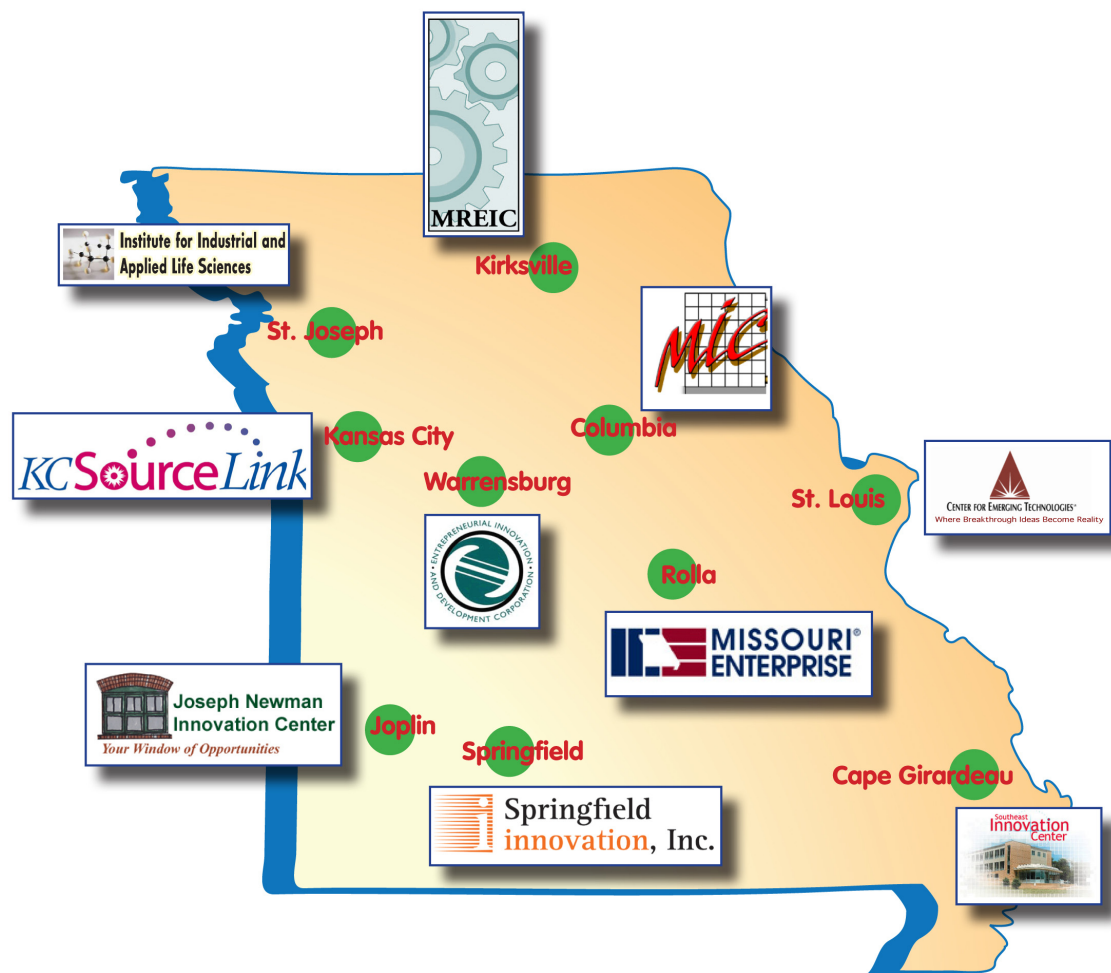 MREIC
Institute for Industrial and
Applied Life Sciences
Kirksville
St. Joseph
mic
KC SourceLink
Kansas City
Columbia
Warrensburg
St. Louis
CENTER FOR EMERGING TECHNOLOGIES®
Where Breakthrough Ideas Become Reality
• ENTREPRENEURIAL INNOVATION •
AND DEVELOPMENT CORPORATION
Rolla
MISSOURI®
ENTERPRISE
Joseph Newman
Innovation Center
Your Window of Opportunities
Joplin
Springfield
Cape Girardeau
Springfield
innovation, Inc.
Southeast
Innovation
Center